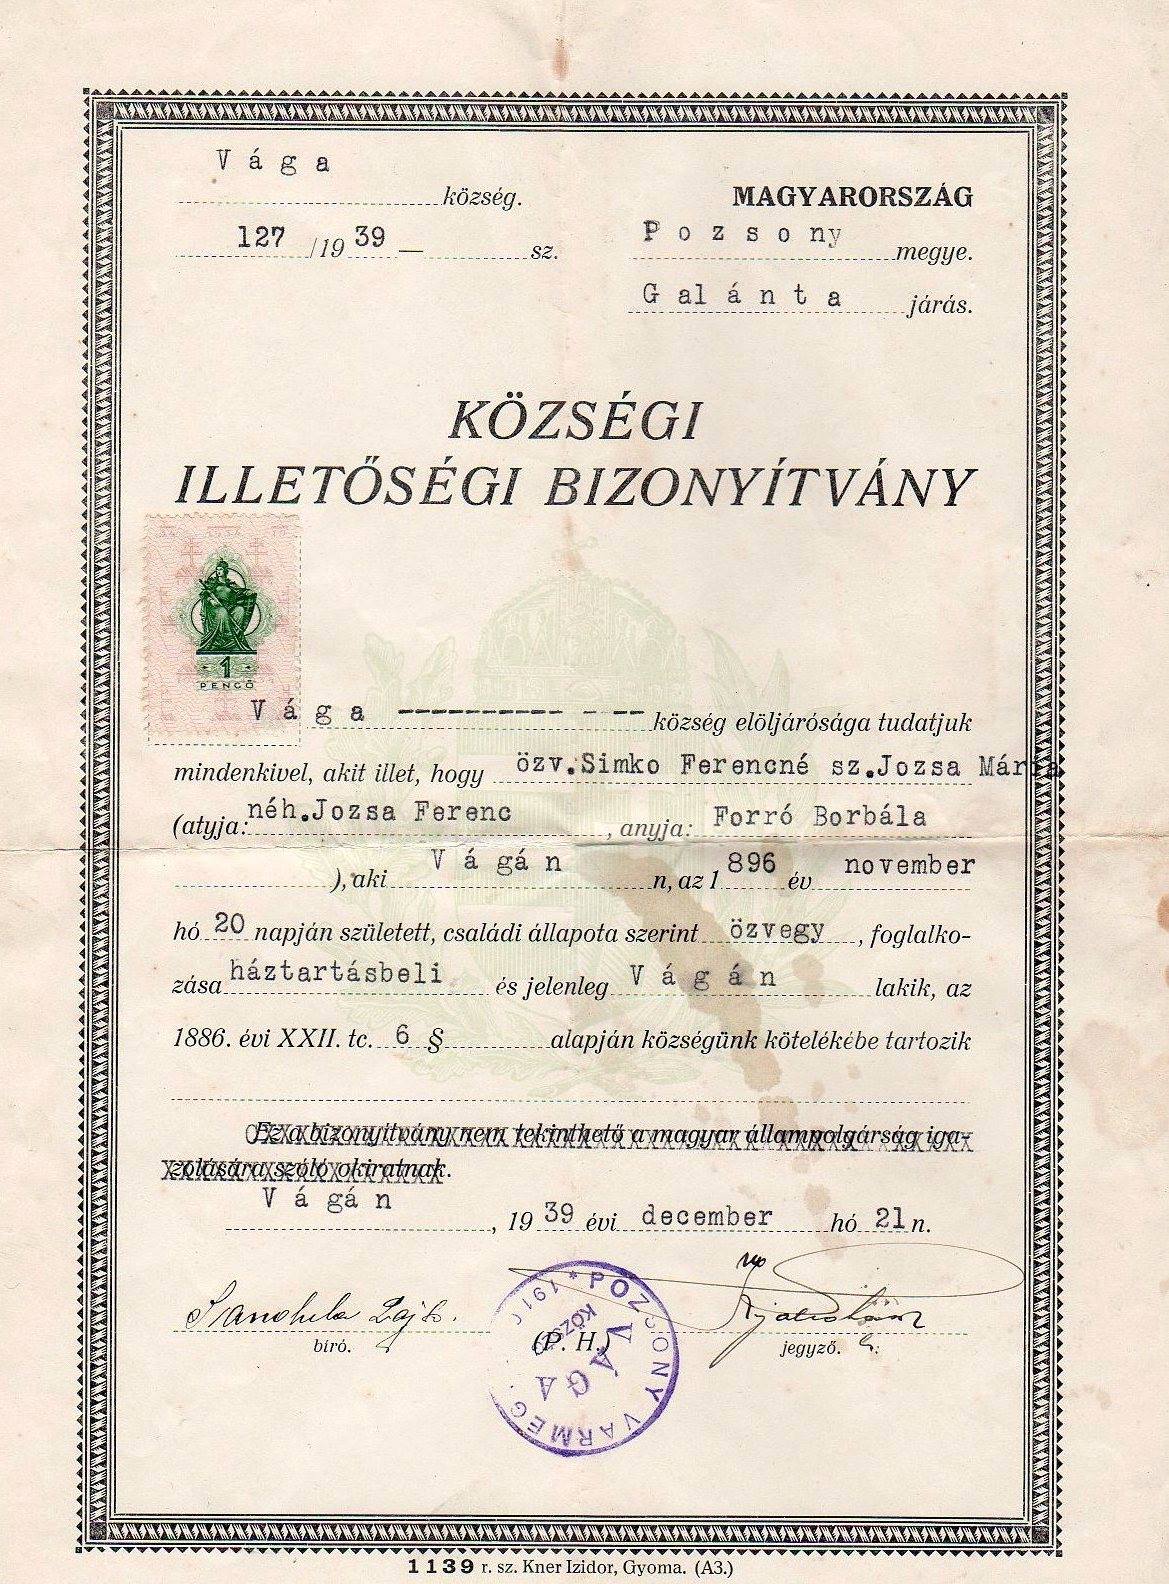 Vága község.
MAGYARORSZÁG
127 /1939 — sz.
Pozsony megye.
Galánta járás.
KÖZSÉGI
ILLETŐSÉGI BIZONYÍTVÁNY
1
PENGŐ
Vága ---------- - -- község elöljárósága tudatjuk
mindenkivel, akit illet, hogy özv.Simko Ferencné sz.Jozsa Mária
(atyja: néh.Jozsa Ferenc, anyja: Forró Borbála
), aki Vágán n, az 1896 év november
hó 20 napján született, családi állapota szerint özvegy, foglalko-
zása háztartásbeli és jelenleg Vágán lakik, az
1886. évi XXII. tc. 6 § alapján községünk kötelékébe tartozik
Ez a bizonyítvány nem tekinthető a magyar állampolgárság iga-
zolására szóló okiratnak.
Vágán, 1939 évi december hó 21 n.
bíró.
(P. H.)
jegyző.
POZSONY VÁRMEG
VÁGA
1139 r. sz. Kner Izidor, Gyoma. (A3.)